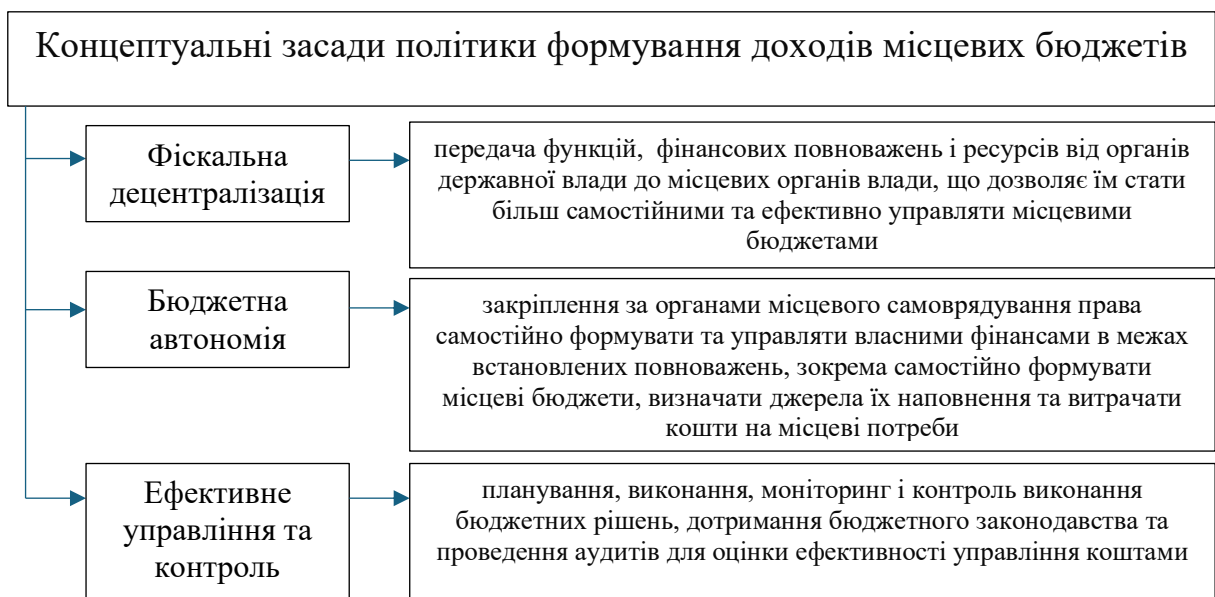 Концептуальні засади політики формування доходів місцевих бюджетів
Фіскальна
децентралізація
передача функцій, фінансових повноважень і ресурсів від органів
державної влади до місцевих органів влади, що дозволяє їм стати
більш самостійними та ефективно управляти місцевими
бюджетами
Бюджетна
автономія
закріплення за органами місцевого самоврядування права
самостійно формувати та управляти власними фінансами в межах
встановлених повноважень, зокрема самостійно формувати
місцеві бюджети, визначати джерела їх наповнення та витрачати
кошти на місцеві потреби
Ефективне
управління та
контроль
планування, виконання, моніторинг і контроль виконання
бюджетних рішень, дотримання бюджетного законодавства та
проведення аудитів для оцінки ефективності управління коштами